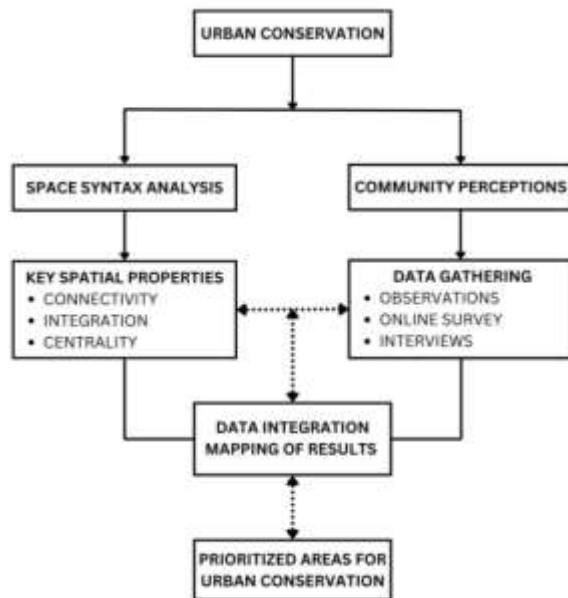 URBAN CONSERVATION
SPACE SYNTAX ANALYSIS
COMMUNITY PERCEPTIONS
KEY SPATIAL PROPERTIES
• CONNECTIVITY
• INTEGRATION
• CENTRALITY
DATA GATHERING
• OBSERVATIONS
• ONLINE SURVEY
• INTERVIEWS
DATA INTEGRATION
MAPPING OF RESULTS
PRIORITIZED AREAS FOR
URBAN CONSERVATION